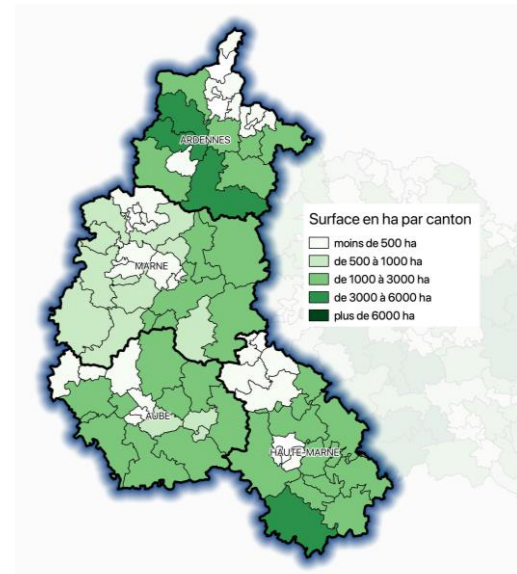 ARDENNES
Surface en ha par canton
moins de 500 ha
de 500 à 1000 ha
MARNE
de 1000 à 3000 ha
de 3000 à 6000 ha
plus de 6000 ha
AUBE
HAUTE-MARNE